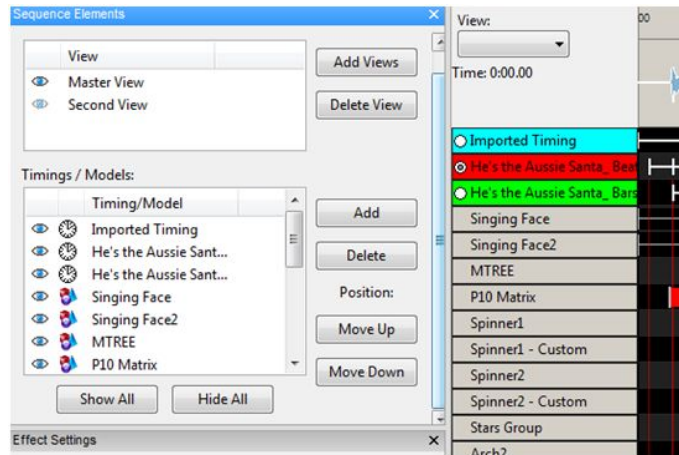 Sequence Elements
View
Master View
Second View
Add Views
Delete View
Timings / Models:
Timing/Model
Imported Timing
He's the Aussie Sant...
He's the Aussie Sant...
Singing Face
Singing Face2
MTREE
P10 Matrix
Add
Delete
Position:
Move Up
Move Down
Show All
Hide All
Effect Settings
View:
Time: 0:00.00
Imported Timing
He's the Aussie Santa_ Beat
He's the Aussie Santa_ Bars
Singing Face
Singing Face2
MTREE
P10 Matrix
Spinner1
Spinner1 - Custom
Spinner2
Spinner2 - Custom
Stars Group
Arch2